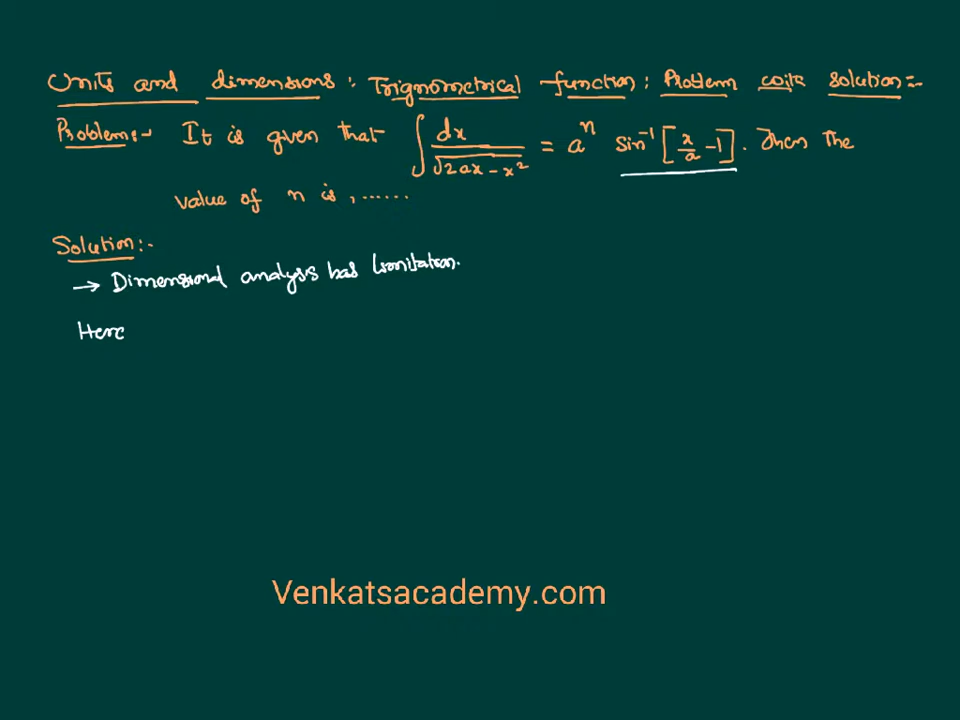 Units and dimensions : Trignometrical function : Problem with solution :-
Problem :- It is given that ∫ dx / √(2ax - x²) = aⁿ sin⁻¹ [x/a - 1] . Then the
value of n is , ......
Solution :-
→ Dimensional analysis has limitation.
Here
Venkatsacademy.com